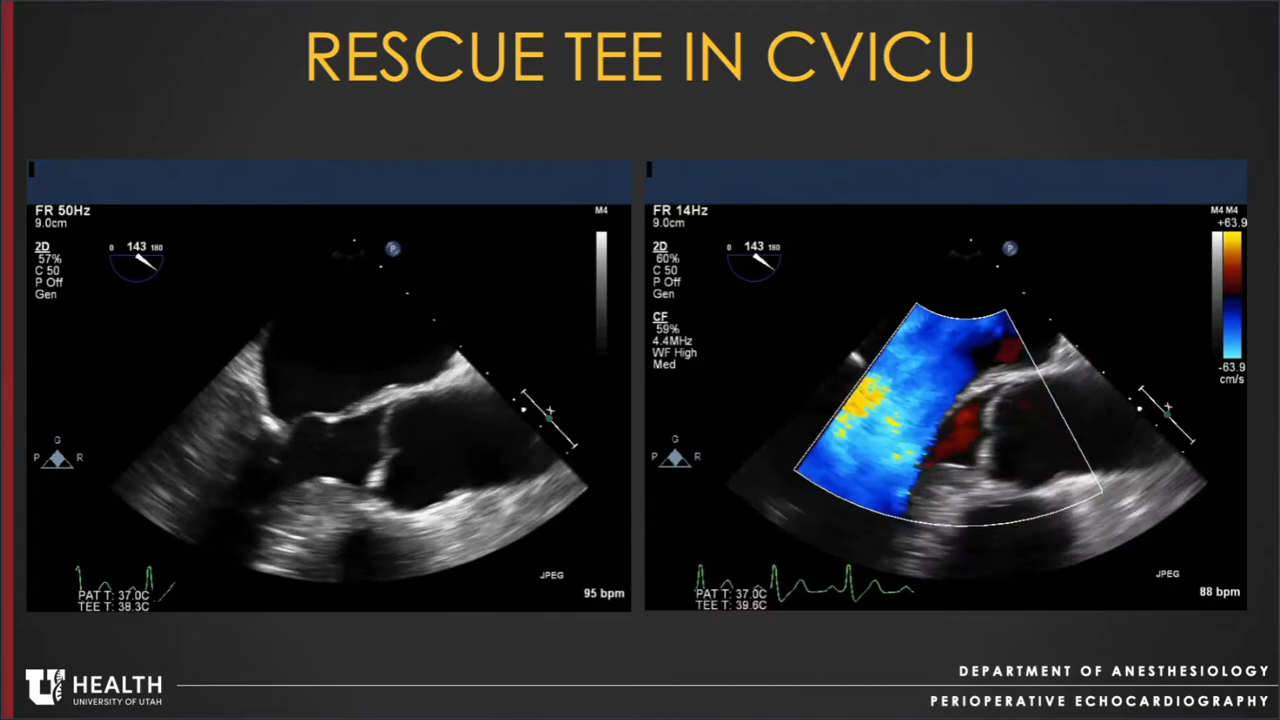 RESCUE TEE IN CVICU
FR 50Hz
9.0cm
M4
2D
57%
C 50
P Off
Gen
0 143 180
P
G
P R
PAT T: 37.0C
TEE T: 38.3C
JPEG
95 bpm
FR 14Hz
9.0cm
M4 M4
+63.9
2D
60%
C 50
P Off
Gen
0 143 180
P
CF
59%
4.4MHz
WF High
Med
-63.9
cm/s
G
P R
PAT T: 37.0C
TEE T: 39.6C
JPEG
88 bpm
U HEALTH
UNIVERSITY OF UTAH
DEPARTMENT OF ANESTHESIOLOGY
PERIOPERATIVE ECHOCARDIOGRAPHY